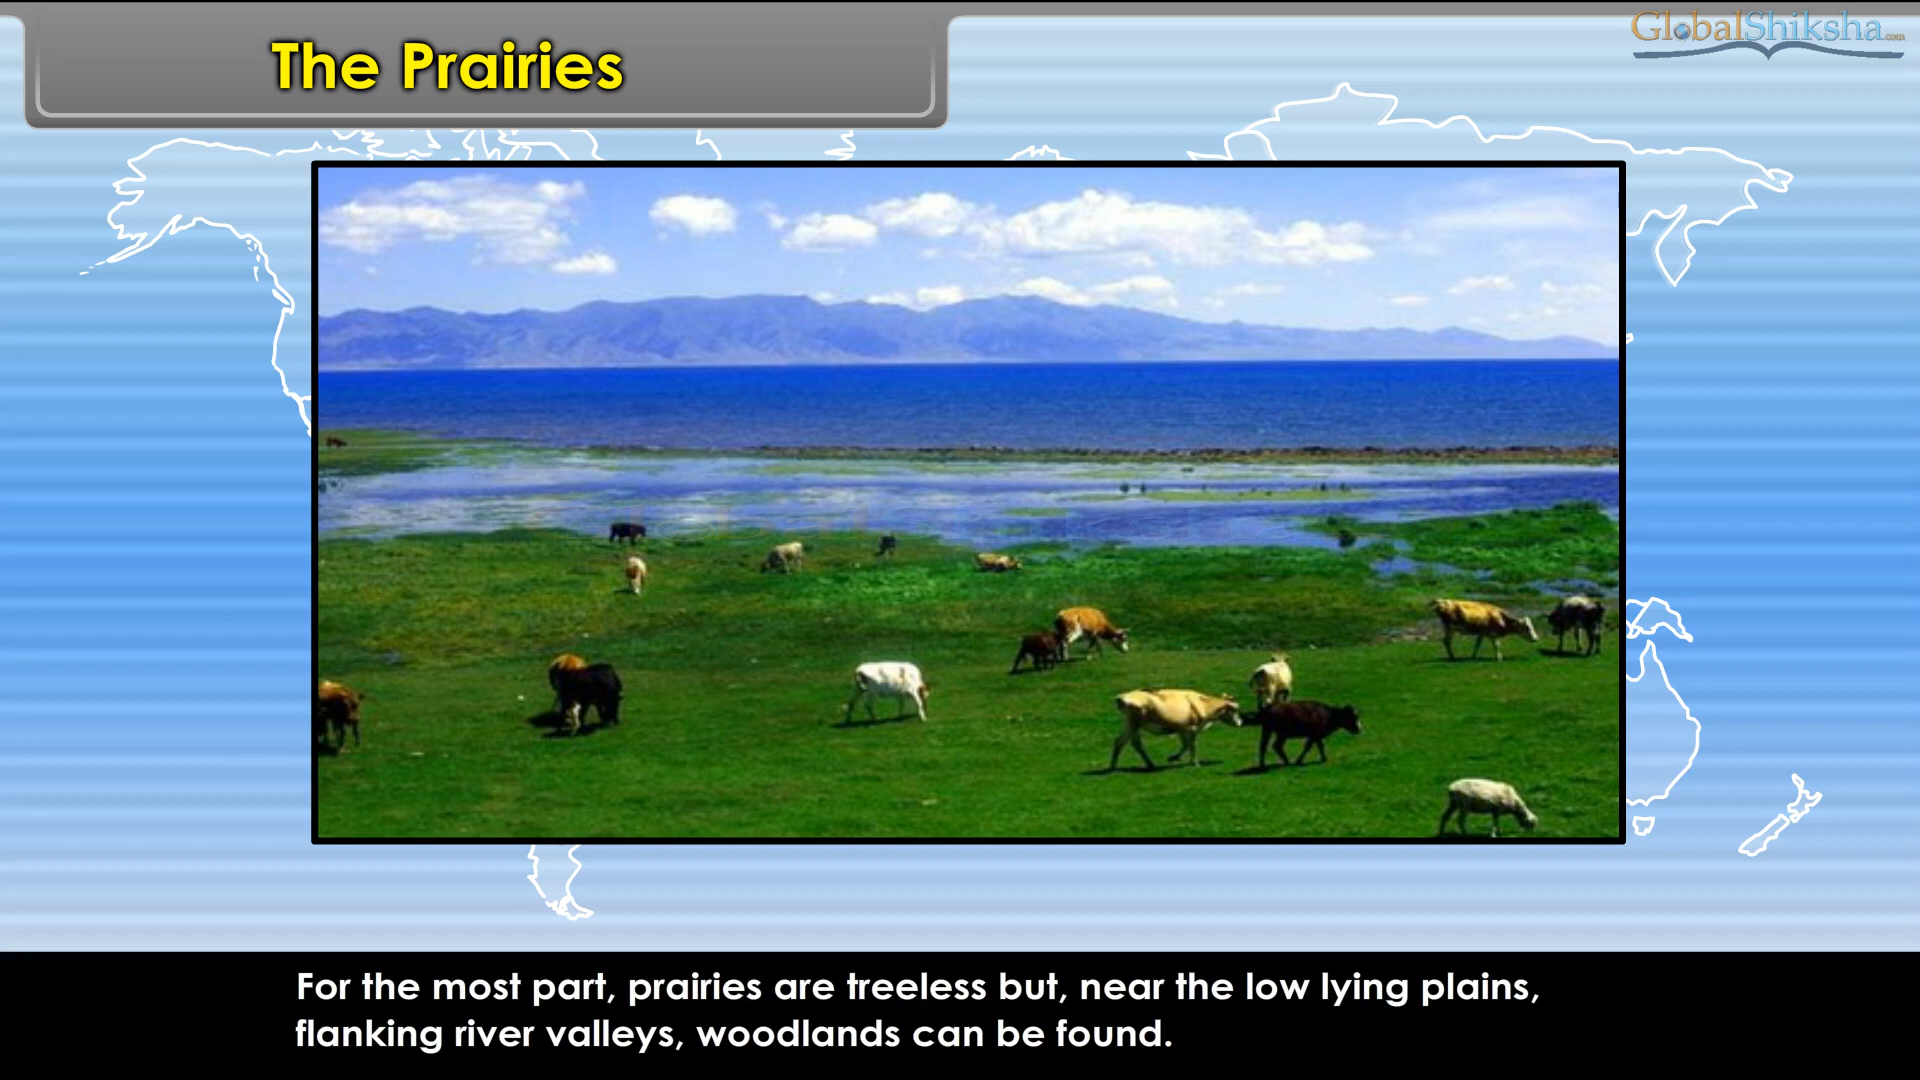 The Prairies
GlobalShiksha.com
For the most part, prairies are treeless but, near the low lying plains,
flanking river valleys, woodlands can be found.